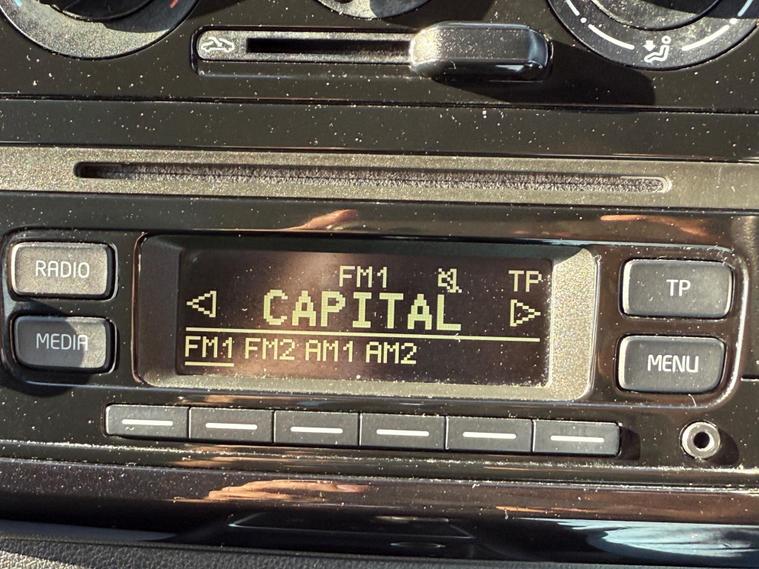 FM1 TP
RADIO CAPITAL TP
MEDIA FM1 FM2 AM1 AM2 MENU